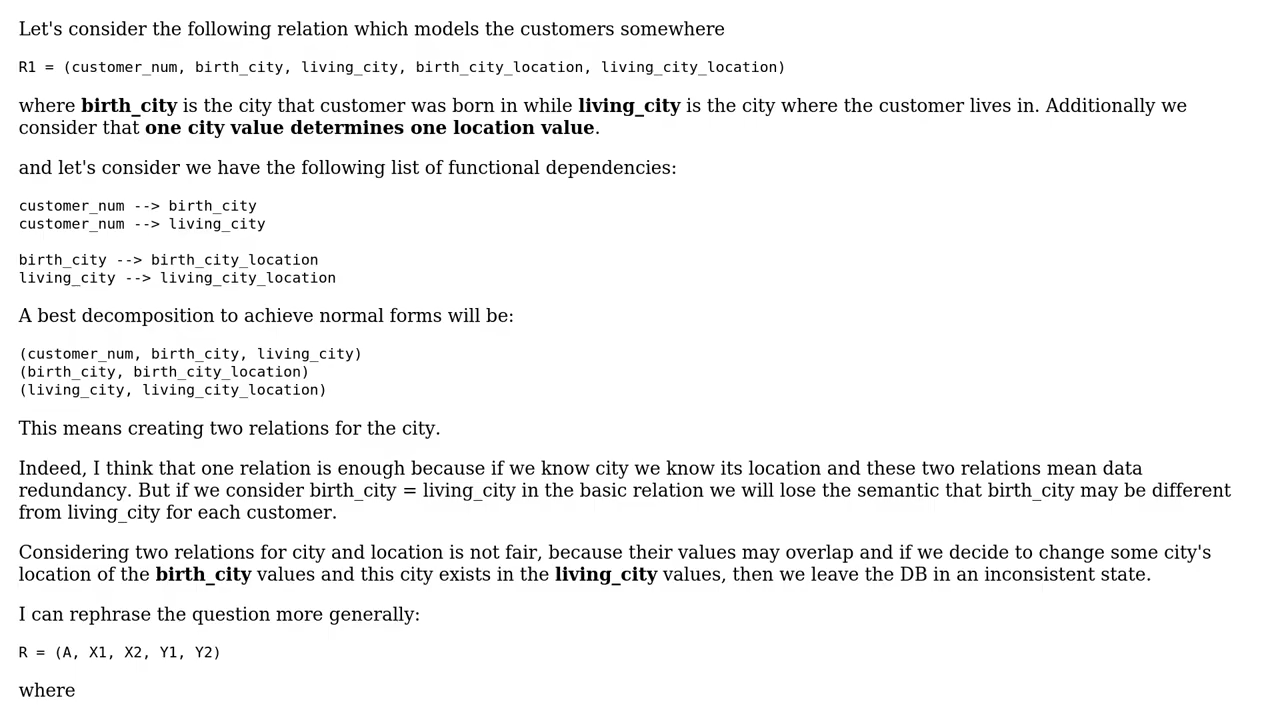 Let's consider the following relation which models the customers somewhere
R1 = (customer_num, birth_city, living_city, birth_city_location, living_city_location)
where birth_city is the city that customer was born in while living_city is the city where the customer lives in. Additionally we
consider that one city value determines one location value.
and let's consider we have the following list of functional dependencies:
customer_num --> birth_city
customer_num --> living_city
birth_city --> birth_city_location
living_city --> living_city_location
A best decomposition to achieve normal forms will be:
(customer_num, birth_city, living_city)
(birth_city, birth_city_location)
(living_city, living_city_location)
This means creating two relations for the city.
Indeed, I think that one relation is enough because if we know city we know its location and these two relations mean data
redundancy. But if we consider birth_city = living_city in the basic relation we will lose the semantic that birth_city may be different
from living_city for each customer.
Considering two relations for city and location is not fair, because their values may overlap and if we decide to change some city's
location of the birth_city values and this city exists in the living_city values, then we leave the DB in an inconsistent state.
I can rephrase the question more generally:
R = (A, X1, X2, Y1, Y2)
where